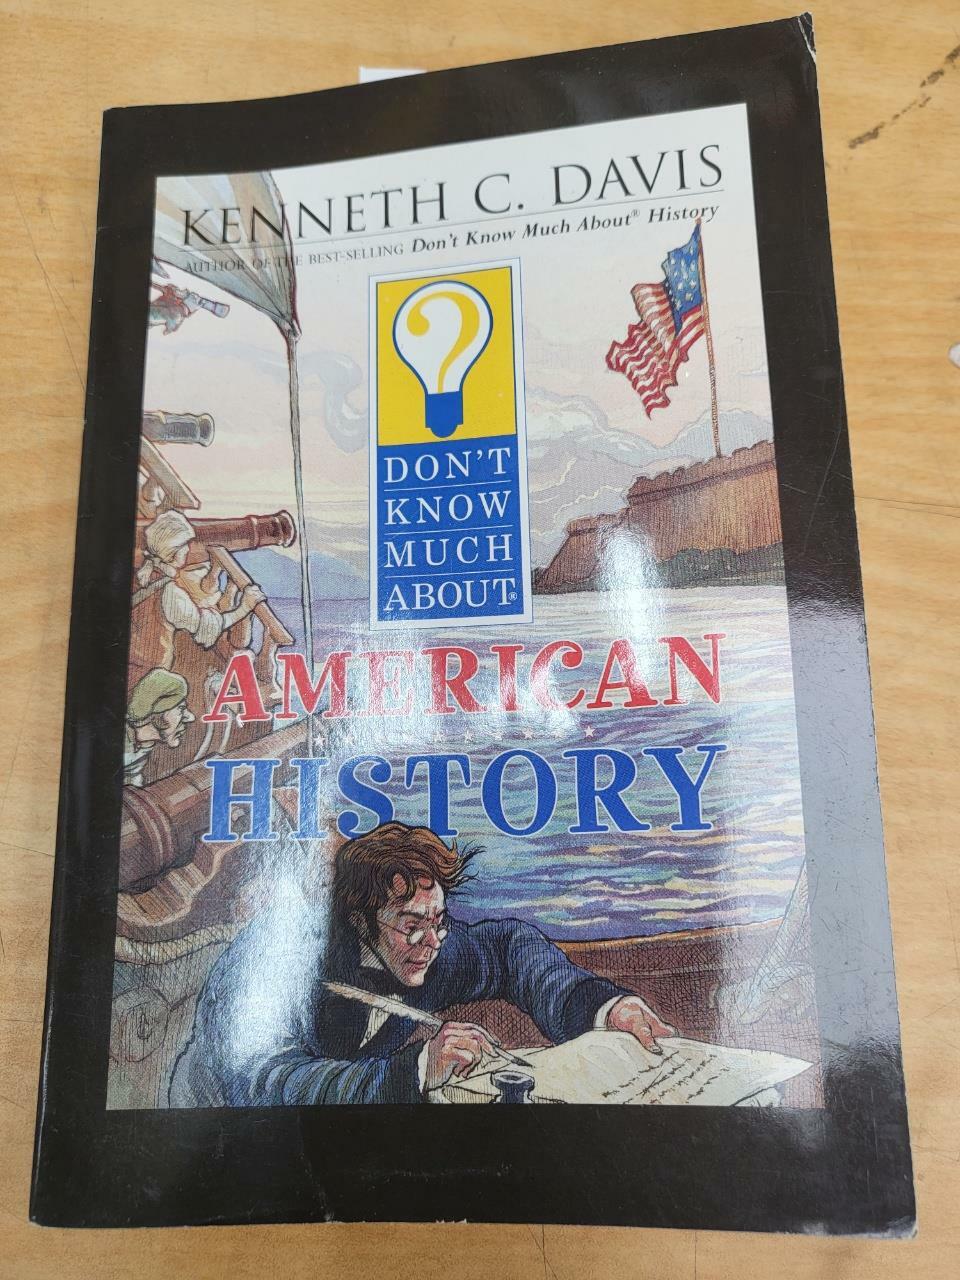 KENNETH C. DAVIS
AUTHOR OF THE BEST-SELLING Don't Know Much About® History
DON'T
KNOW
MUCH
ABOUT®
AMERICAN
HISTORY